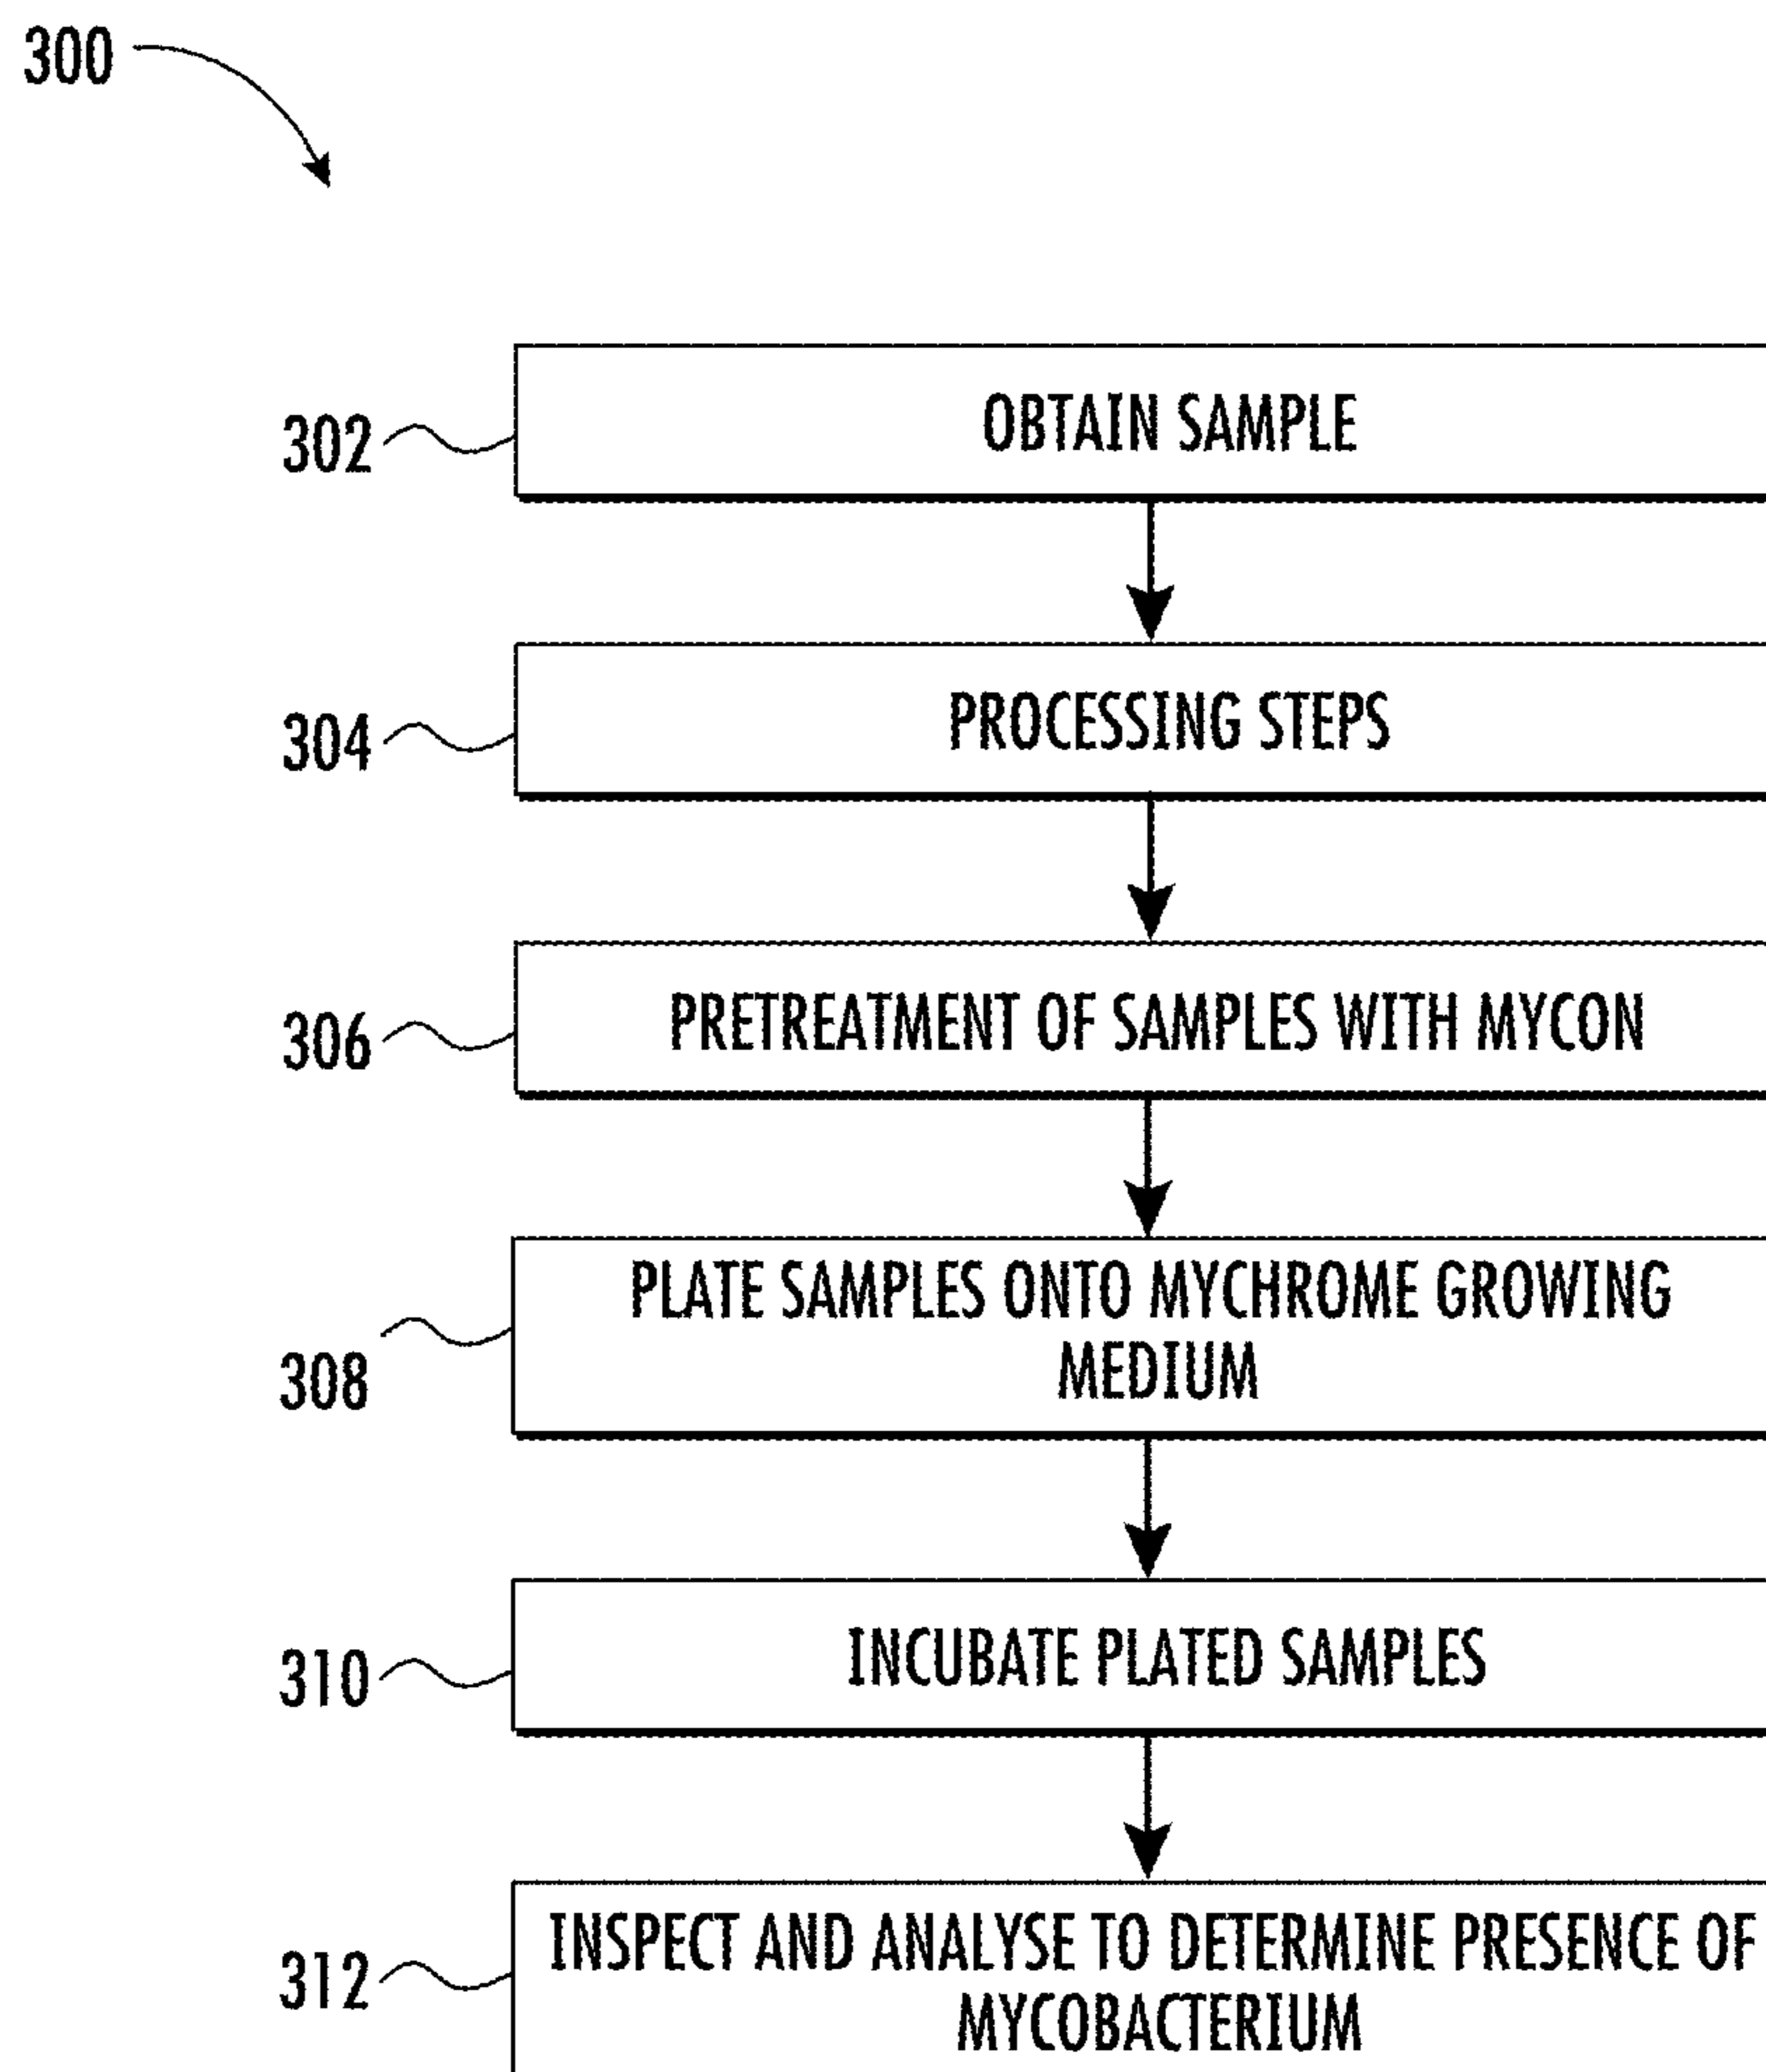 300
302
OBTAIN SAMPLE
304
PROCESSING STEPS
306
PRETREATMENT OF SAMPLES WITH MYCON
308
PLATE SAMPLES ONTO MYCHROME GROWING
MEDIUM
310
INCUBATE PLATED SAMPLES
312
INSPECT AND ANALYSE TO DETERMINE PRESENCE OF
MYCOBACTERIUM